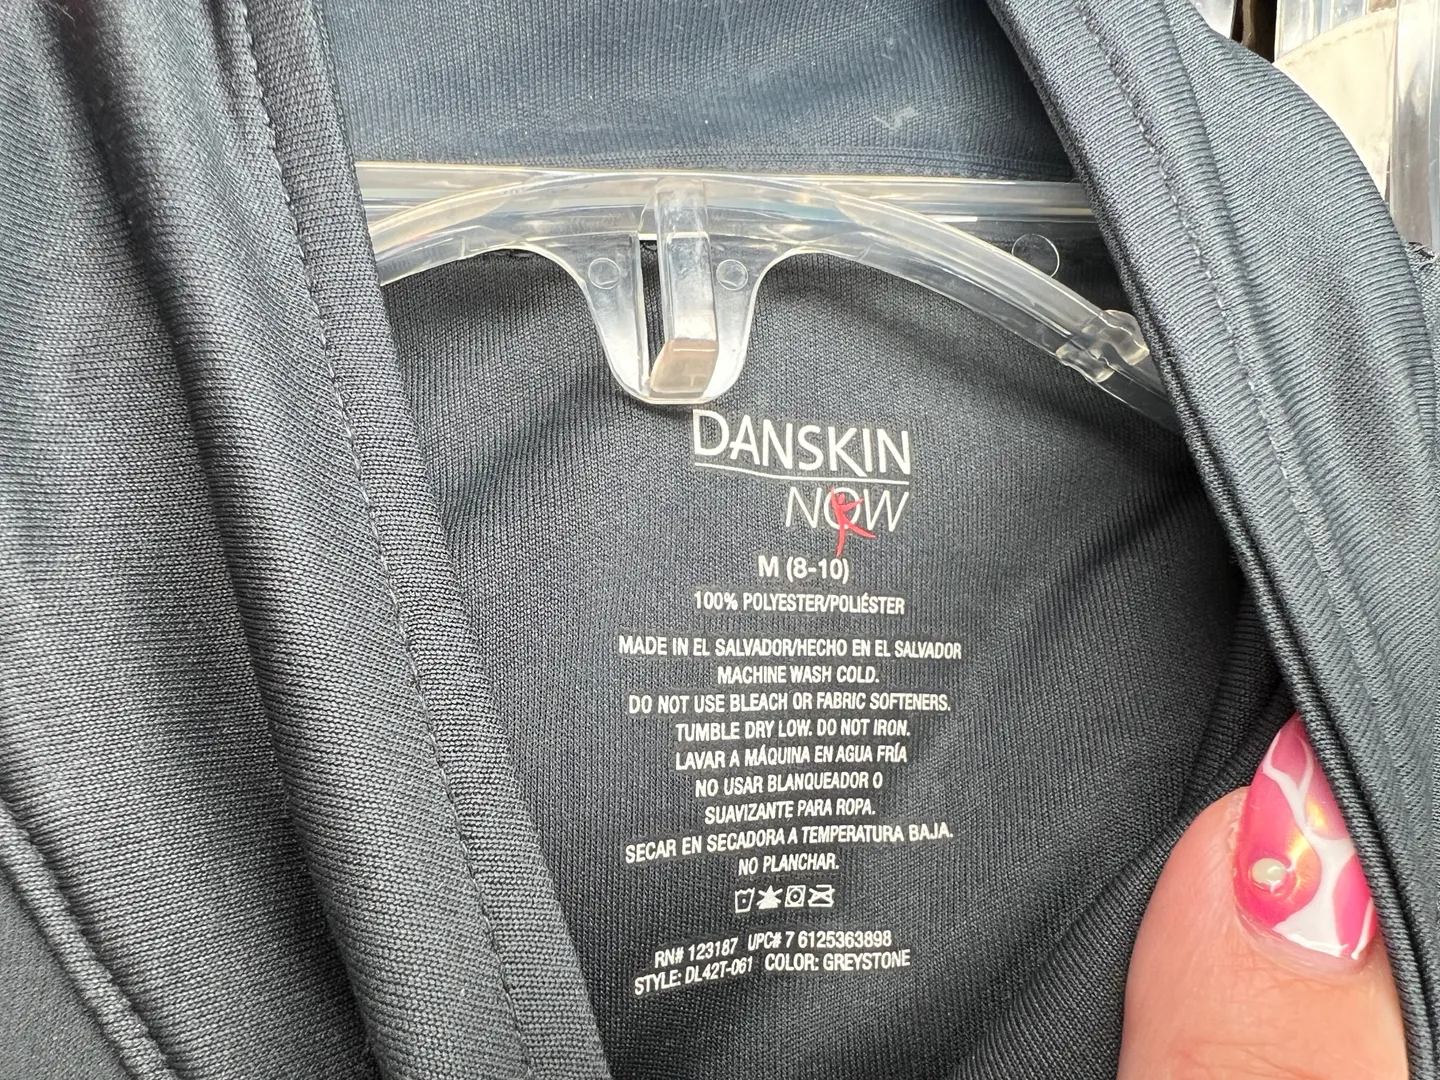 DANSKIN
NOW
M (8-10)
100% POLYESTER/POLIÉSTER
MADE IN EL SALVADOR/HECHO EN EL SALVADOR
MACHINE WASH COLD.
DO NOT USE BLEACH OR FABRIC SOFTENERS.
TUMBLE DRY LOW. DO NOT IRON.
LAVAR A MÁQUINA EN AGUA FRÍA
NO USAR BLANQUEADOR O
SUAVIZANTE PARA ROPA.
SECAR EN SECADORA A TEMPERATURA BAJA.
NO PLANCHAR.
RN# 123187 UPC# 7 6125363898
STYLE: DL42T-061 COLOR: GREYSTONE